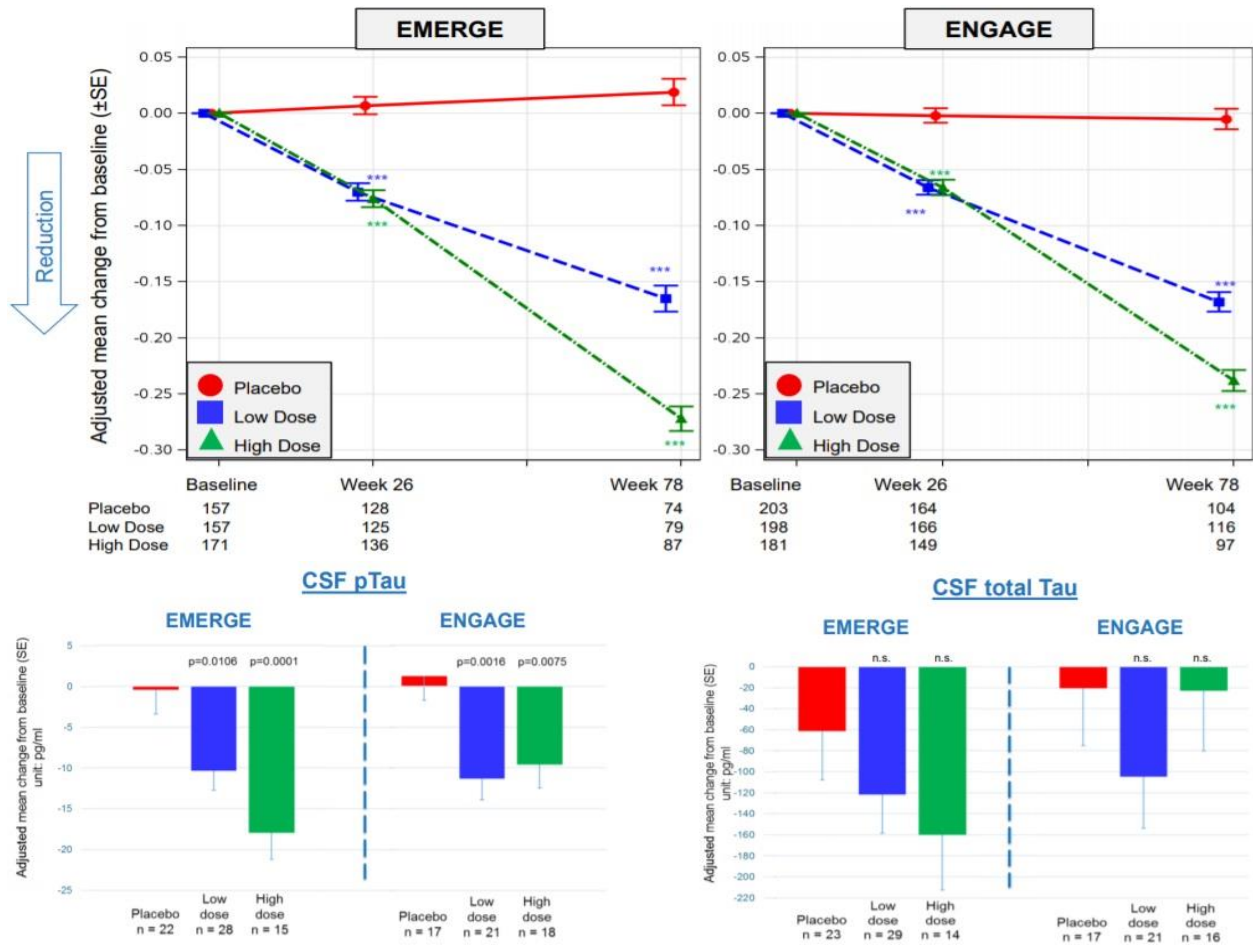 EMERGE
ENGAGE
Adjusted mean change from baseline (±SE)
Reduction
0.05
0.00
-0.05
-0.10
-0.15
-0.20
-0.25
-0.30
***
***
***
***
Placebo
Low Dose
High Dose
Adjusted mean change from baseline (±SE)
0.05
0.00
-0.05
-0.10
-0.15
-0.20
-0.25
-0.30
***
***
***
***
Placebo
Low Dose
High Dose
Baseline Week 26 Week 78 Baseline Week 26 Week 78
Placebo 157 128 74 203 164 104
Low Dose 157 125 79 198 166 116
High Dose 171 136 87 181 149 97
CSF pTau
EMERGE ENGAGE
Adjusted mean change from baseline (SE)
unit: pg/ml
5
0
-5
-10
-15
-20
-25
p=0.0106 p=0.0001 p=0.0016 p=0.0075
Placebo
n = 22
Low
dose
n = 28
High
dose
n = 15
Placebo
n = 17
Low
dose
n = 21
High
dose
n = 18
CSF total Tau
EMERGE ENGAGE
Adjusted mean change from baseline (SE)
unit: pg/ml
n.s. n.s. n.s. n.s.
0
-20
-40
-60
-80
-100
-120
-140
-160
-180
-200
-220
Placebo
n = 23
Low
dose
n = 29
High
dose
n = 14
Placebo
n = 17
Low
dose
n = 21
High
dose
n = 16